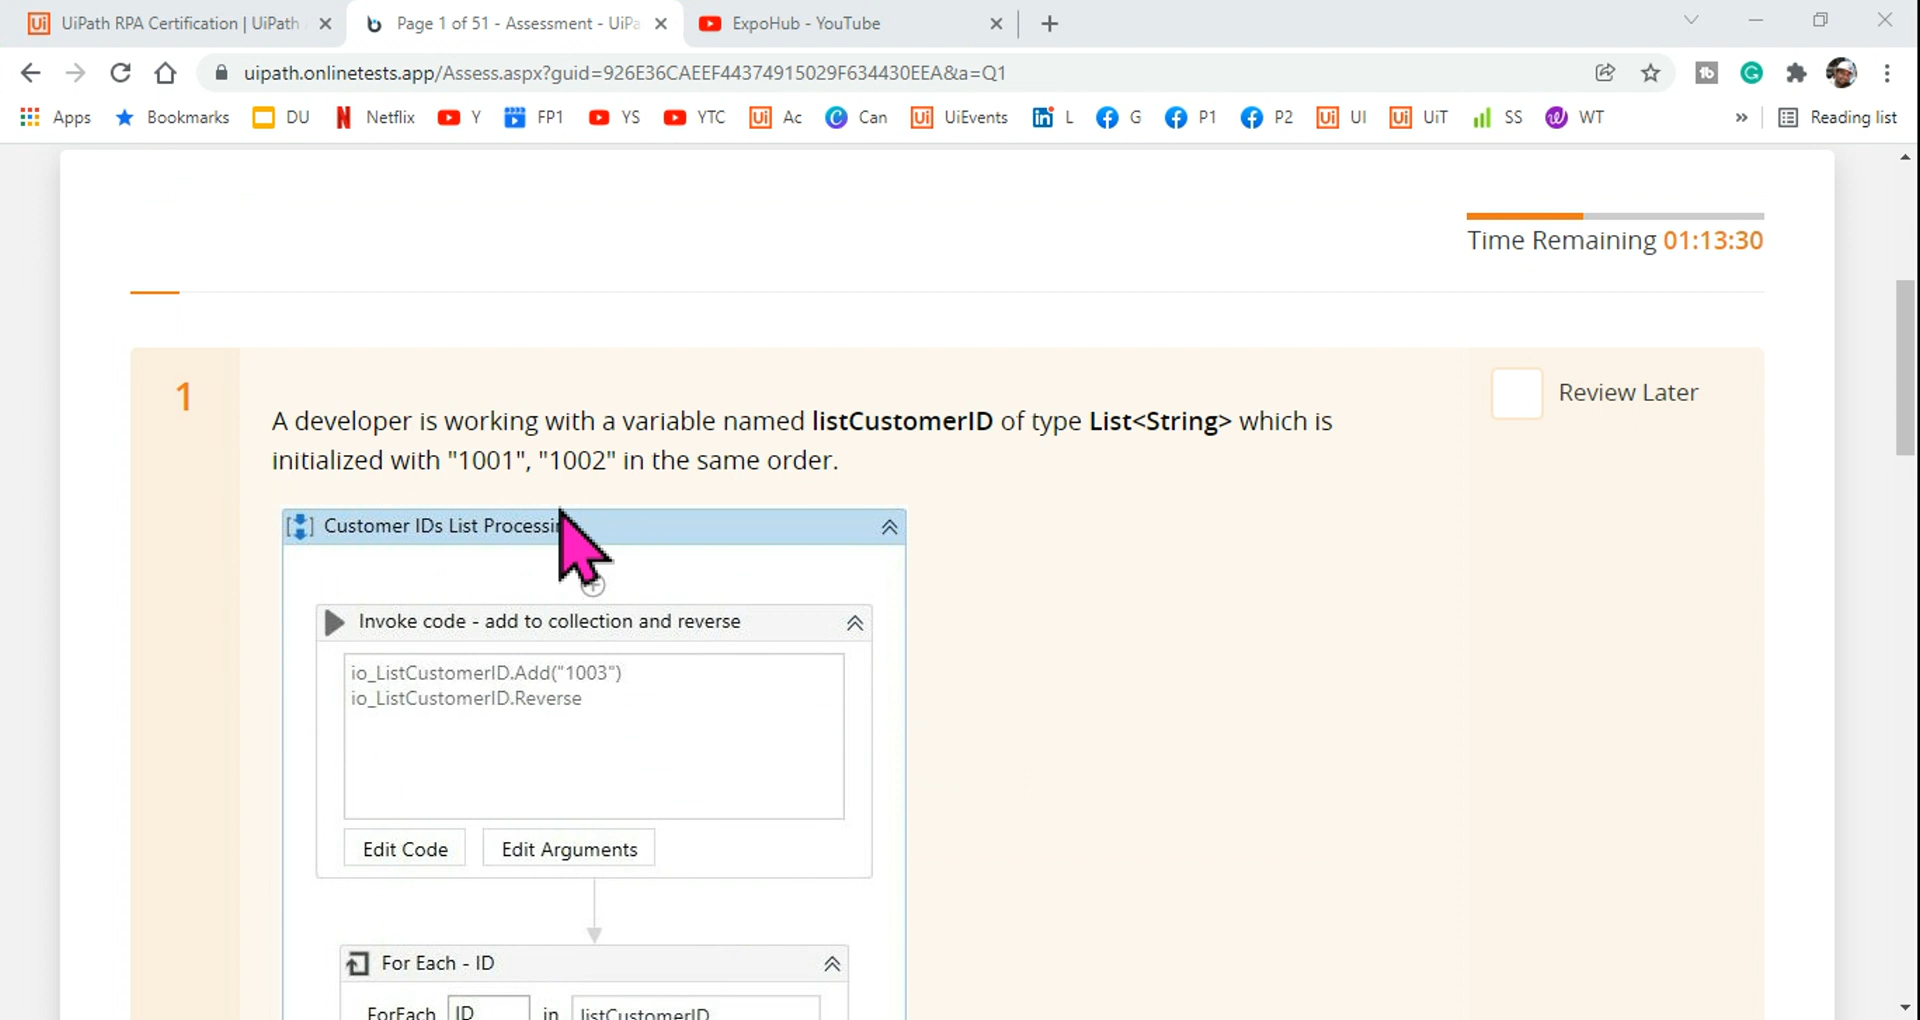 UiPath RPA Certification | UiPath
Page 1 of 51 - Assessment - UiPa
ExpoHub - YouTube
uipath.onlinetests.app/Assess.aspx?guid=926E36CAEEF44374915029F634430EEA&a=Q1
Apps Bookmarks DU Netflix Y FP1 YS YTC Ac Can UiEvents L G P1 P2 UI UiT SS WT » Reading list
Time Remaining 01:13:30
1
Review Later
A developer is working with a variable named listCustomerID of type List<String> which is
initialized with "1001", "1002" in the same order.
Customer IDs List Processin
Invoke code - add to collection and reverse
io_ListCustomerID.Add("1003")
io_ListCustomerID.Reverse
Edit Code Edit Arguments
For Each - ID
ForEach ID in listCustomerID